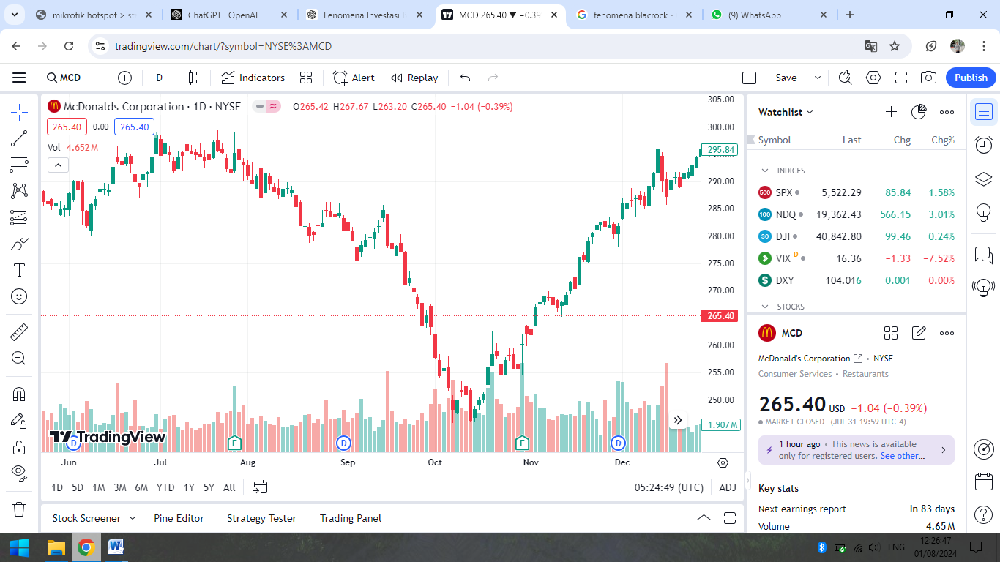 mikrotik hotspot > st
ChatGPT | OpenAI
Fenomena Investasi B
MCD 265.40 ▼ −0.39
fenomena blacrock -
(9) WhatsApp
tradingview.com/chart/?symbol=NYSE%3AMCD
MCD
D
Indicators
Alert
Replay
Save
Publish
McDonalds Corporation · 1D · NYSE
O265.42 H267.67 L263.20 C265.40 −1.04 (−0.39%)
265.40 0.00 265.40
Vol 4.652 M
305.00
300.00
295.84
295.00
290.00
285.00
280.00
275.00
270.00
265.40
260.00
255.00
250.00
1.907 M
TradingView
D E D E D
Jun Jul Aug Sep Oct Nov Dec
1D 5D 1M 3M 6M YTD 1Y 5Y All
05:24:49 (UTC) ADJ
Stock Screener Pine Editor Strategy Tester Trading Panel
Watchlist
Symbol Last Chg Chg%
INDICES
500 SPX 5,522.29 85.84 1.58%
100 NDQ 19,362.43 566.15 3.01%
30 DJI 40,842.80 99.46 0.24%
VIX D 16.36 −1.33 −7.52%
$ DXY 104.016 0.001 0.00%
STOCKS
MCD
McDonald's Corporation • NYSE
Consumer Services • Restaurants
265.40 USD −1.04 (−0.39%)
MARKET CLOSED (JUL 31 19:59 UTC-4)
1 hour ago • This news is available
only for registered users. See other...
Key stats
Next earnings report In 83 days
Volume 4.65 M
ENG
12:26:47
01/08/2024